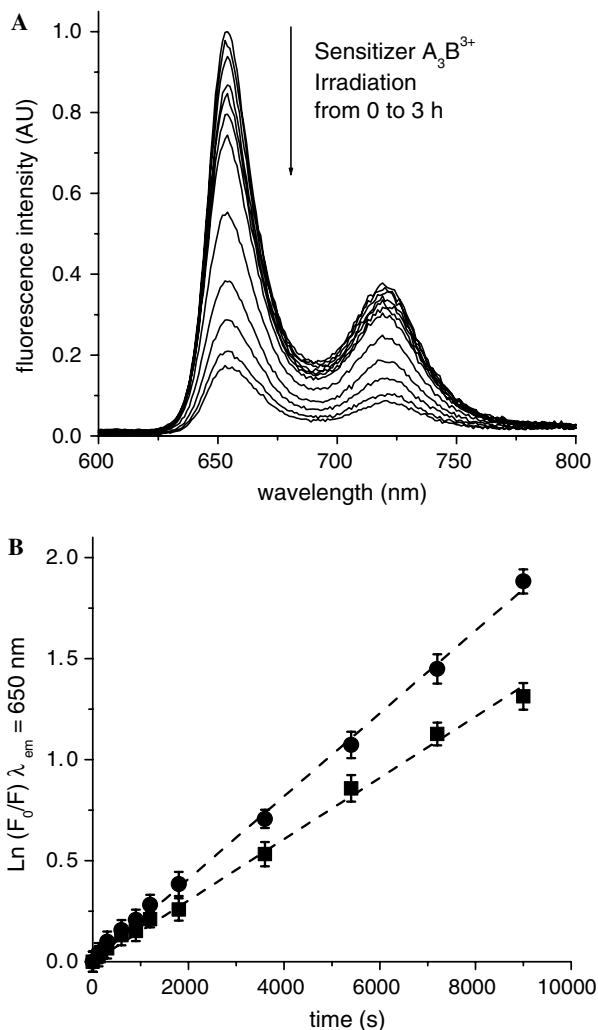 A
Sensitizer A₃B³⁺
Irradiation
from 0 to 3 h
fluorescence intensity (AU)
1.0
0.8
0.6
0.4
0.2
0.0
600 650 700 750 800
wavelength (nm)
B
Ln (F₀/F) λₑₘ = 650 nm
2.0
1.5
1.0
0.5
0.0
0 2000 4000 6000 8000 10000
time (s)